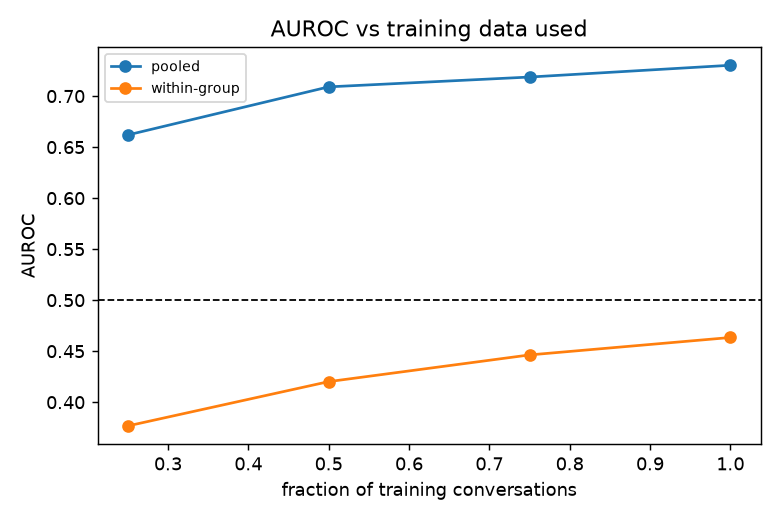 AUROC vs training data used
pooled
within-group
AUROC
0.70
0.65
0.60
0.55
0.50
0.45
0.40
0.3 0.4 0.5 0.6 0.7 0.8 0.9 1.0
fraction of training conversations